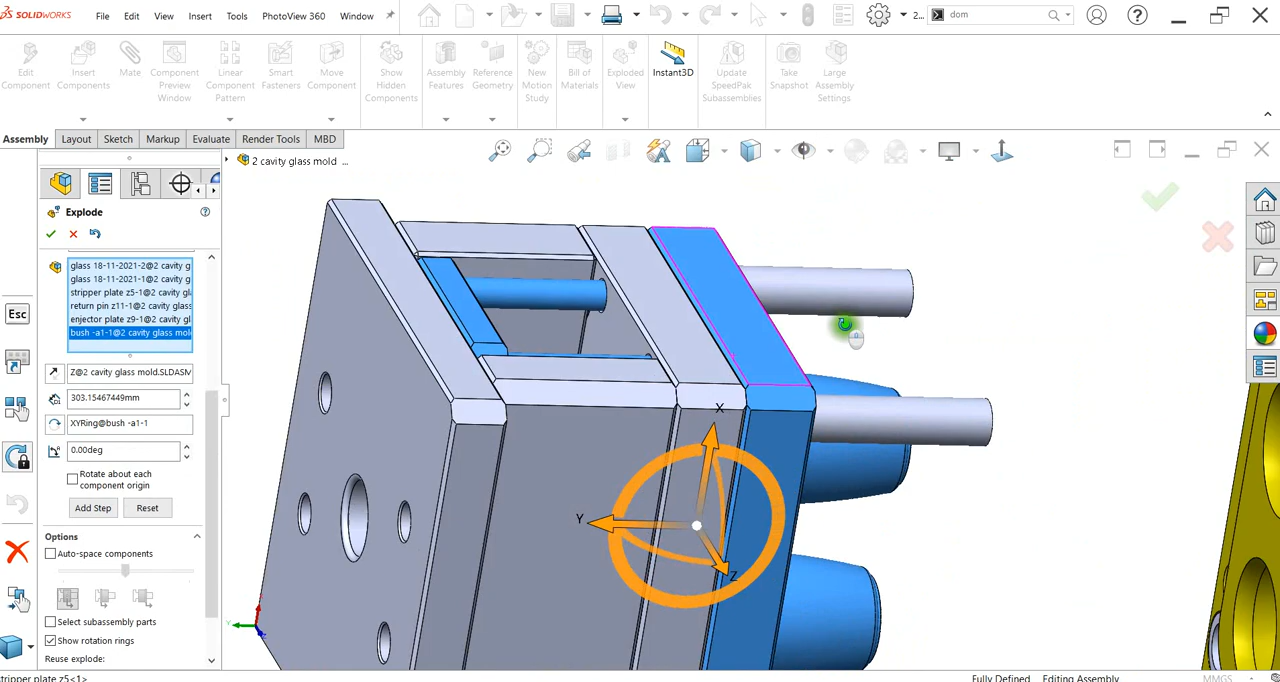 SOLIDWORKS File Edit View Insert Tools PhotoView 360 Window 2... dom
Edit Component
Insert Components
Mate
Component Preview Window
Linear Component Pattern
Smart Fasteners
Move Component
Show Hidden Components
Assembly Features
Reference Geometry
New Motion Study
Bill of Materials
Exploded View
Instant3D
Update SpeedPak Subassemblies
Take Snapshot
Large Assembly Settings
Assembly Layout Sketch Markup Evaluate Render Tools MBD
2 cavity glass mold ...
Explode
glass 18-11-2021-2@2 cavity g
glass 18-11-2021-1@2 cavity g
stripper plate z5-1@2 cavity gl
return pin z11-1@2 cavity glas
enjector plate z9-1@2 cavity gl
bush -a1-1@2 cavity glass mol
Esc
Z@2 cavity glass mold.SLDASM
303.15467449mm
XYRing@bush -a1-1
0.00deg
Rotate about each
component origin
Add Step Reset
Options
Auto-space components
Select subassembly parts
Show rotation rings
Reuse explode:
X
Y
Z
stripper plate z5<1>
Fully Defined. Editing Assembly MMGS